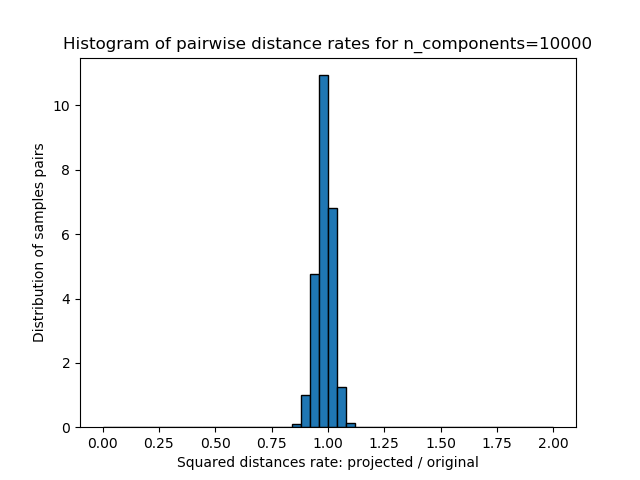 Histogram of pairwise distance rates for n_components=10000
Distribution of samples pairs
10
8
6
4
2
0
0.00 0.25 0.50 0.75 1.00 1.25 1.50 1.75 2.00
Squared distances rate: projected / original